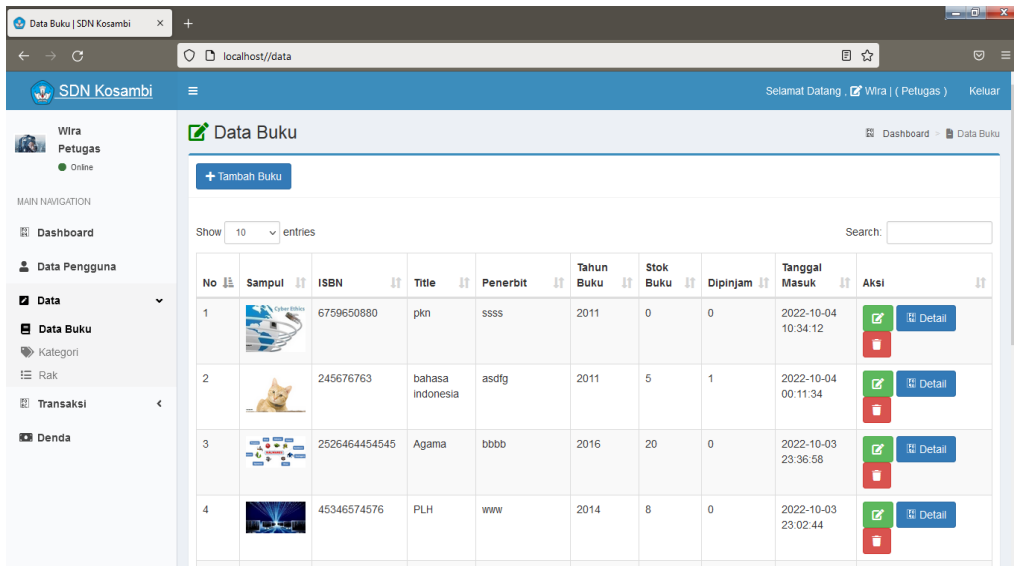 Data Buku | SDN Kosambi
localhost//data
SDN Kosambi
Selamat Datang , Wira | ( Petugas ) Keluar
Wira
Petugas
Online
MAIN NAVIGATION
Dashboard
Data Pengguna
Data
Data Buku
Kategori
Rak
Transaksi
Denda
Data Buku
Dashboard > Data Buku
Tambah Buku
Show 10 entries
Search:
No Sampul ISBN Title Penerbit Tahun Buku Stok Buku Dipinjam Tanggal Masuk Aksi
1 Cyber Ethics 6759650880 pkn ssss 2011 0 0 2022-10-04 10:34:12 Detail
2 245676763 bahasa indonesia asdfg 2011 5 1 2022-10-04 00:11:34 Detail
3 2526464454545 Agama bbbb 2016 20 0 2022-10-03 23:36:58 Detail
4 45346574576 PLH www 2014 8 0 2022-10-03 23:02:44 Detail